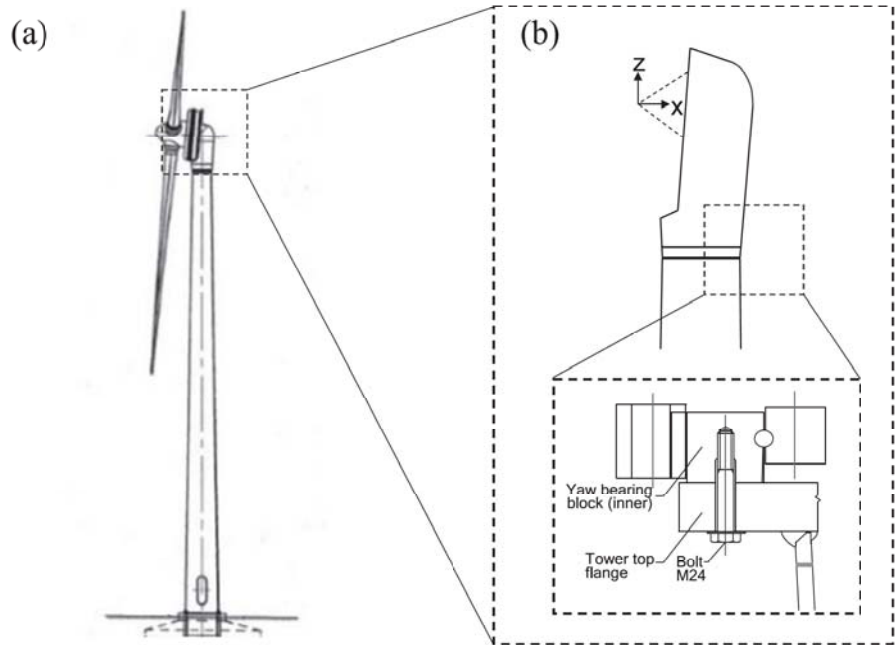 (a)
(b)
Z
X
Yaw bearing
block (inner)
Tower top
flange
Bolt
M24